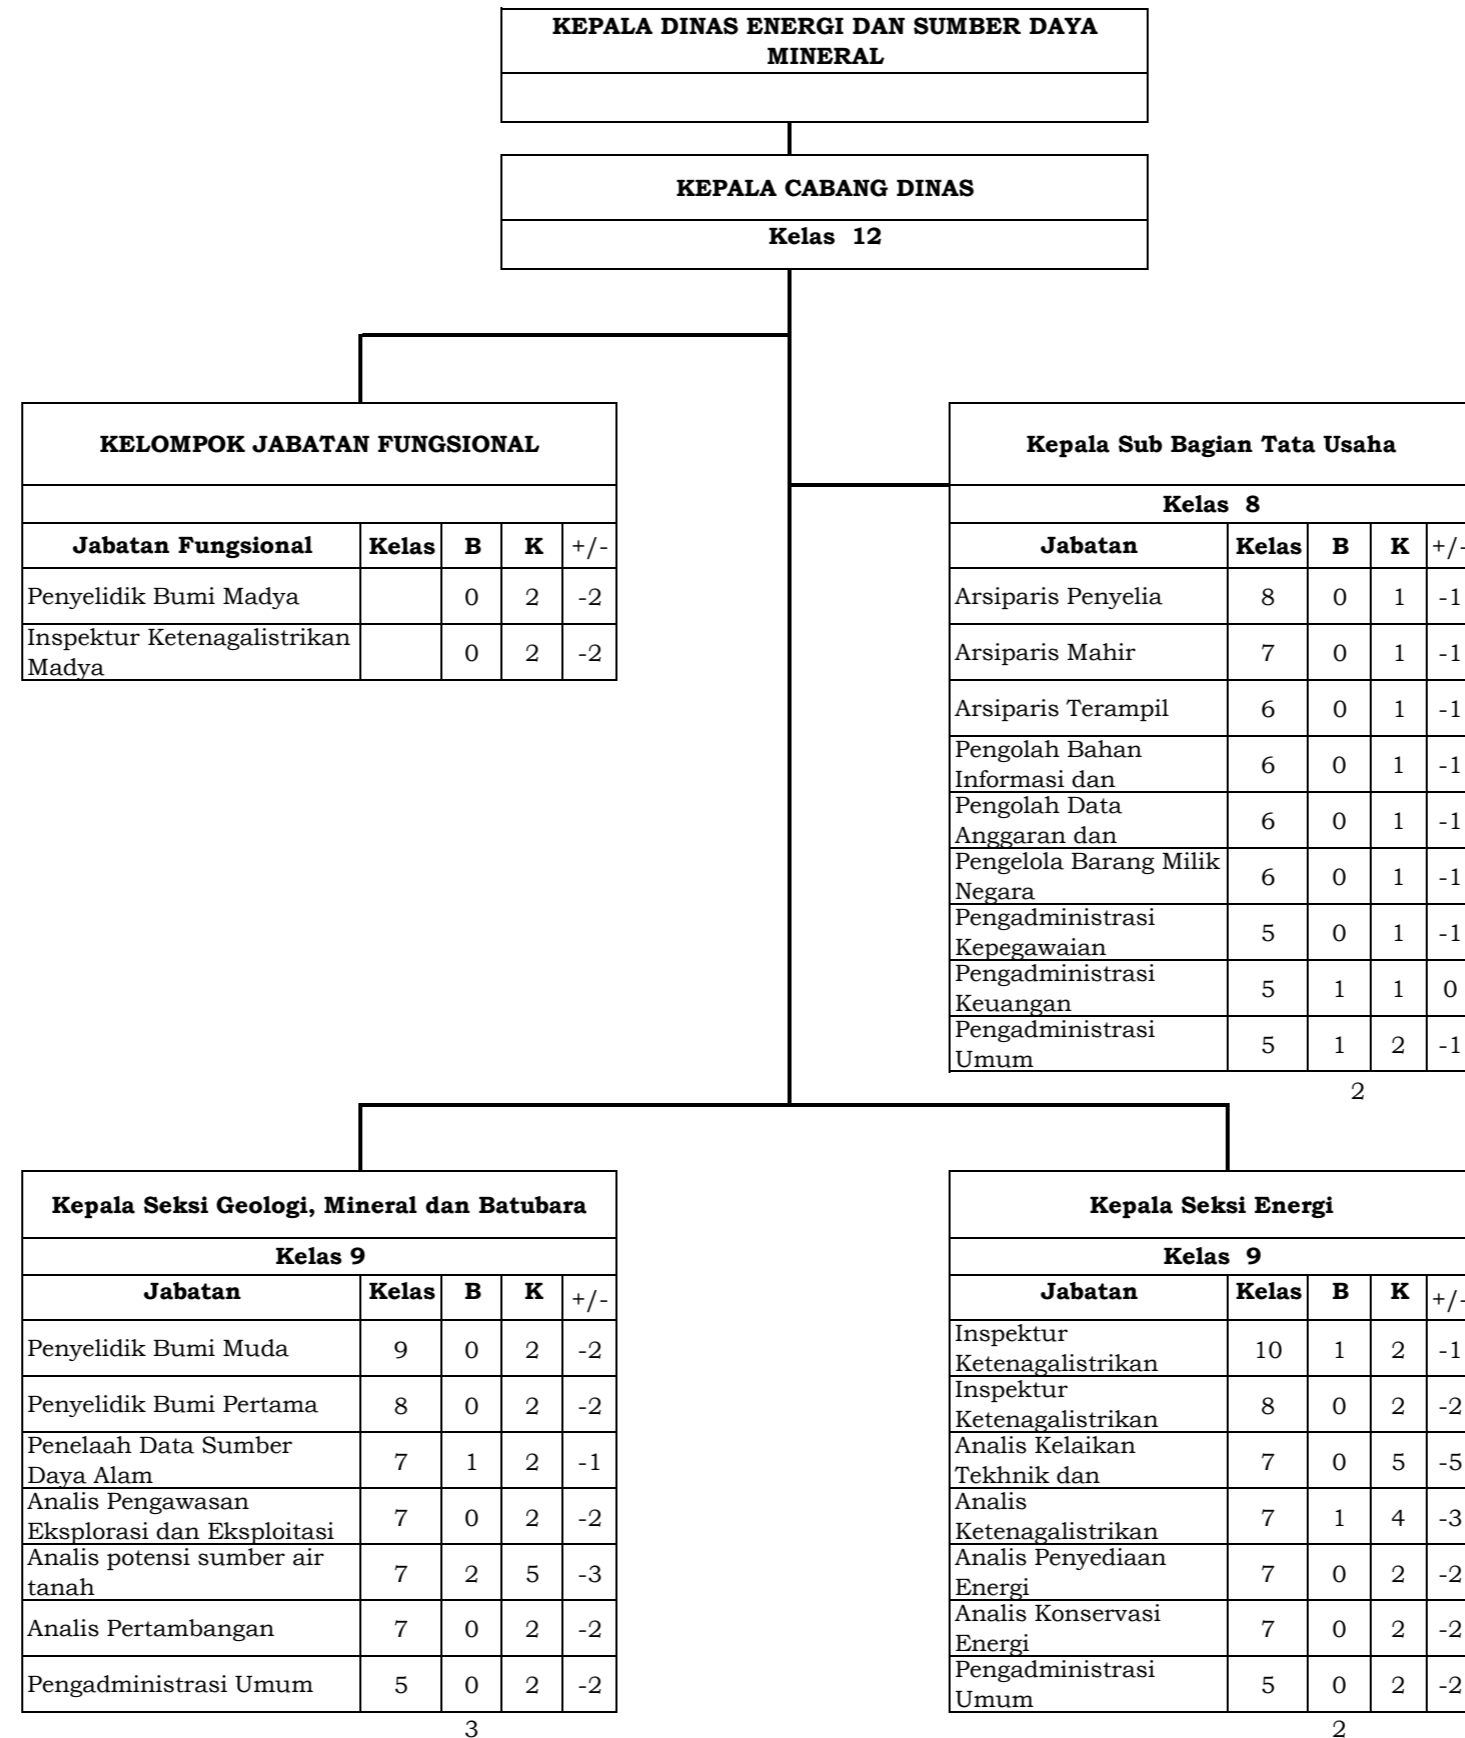 KEPALA DINAS ENERGI DAN SUMBER DAYA
MINERAL
KEPALA CABANG DINAS
Kelas 12
KELOMPOK JABATAN FUNGSIONAL
Jabatan Fungsional Kelas B K +/-
Penyelidik Bumi Madya 0 2 -2
Inspektur Ketenagalistrikan
Madya 0 2 -2
Kepala Sub Bagian Tata Usaha
Kelas 8
Jabatan Kelas B K +/-
Arsiparis Penyelia 8 0 1 -1
Arsiparis Mahir 7 0 1 -1
Arsiparis Terampil 6 0 1 -1
Pengolah Bahan
Informasi dan 6 0 1 -1
Pengolah Data
Anggaran dan 6 0 1 -1
Pengelola Barang Milik
Negara 6 0 1 -1
Pengadministrasi
Kepegawaian 5 0 1 -1
Pengadministrasi
Keuangan 5 1 1 0
Pengadministrasi
Umum 5 1 2 -1
2
Kepala Seksi Geologi, Mineral dan Batubara
Kelas 9
Jabatan Kelas B K +/-
Penyelidik Bumi Muda 9 0 2 -2
Penyelidik Bumi Pertama 8 0 2 -2
Penelaah Data Sumber
Daya Alam 7 1 2 -1
Analis Pengawasan
Eksplorasi dan Eksploitasi 7 0 2 -2
Analis potensi sumber air
tanah 7 2 5 -3
Analis Pertambangan 7 0 2 -2
Pengadministrasi Umum 5 0 2 -2
3
Kepala Seksi Energi
Kelas 9
Jabatan Kelas B K +/-
Inspektur
Ketenagalistrikan 10 1 2 -1
Inspektur
Ketenagalistrikan 8 0 2 -2
Analis Kelaikan
Tekhnik dan 7 0 5 -5
Analis
Ketenagalistrikan 7 1 4 -3
Analis Penyediaan
Energi 7 0 2 -2
Analis Konservasi
Energi 7 0 2 -2
Pengadministrasi
Umum 5 0 2 -2
2